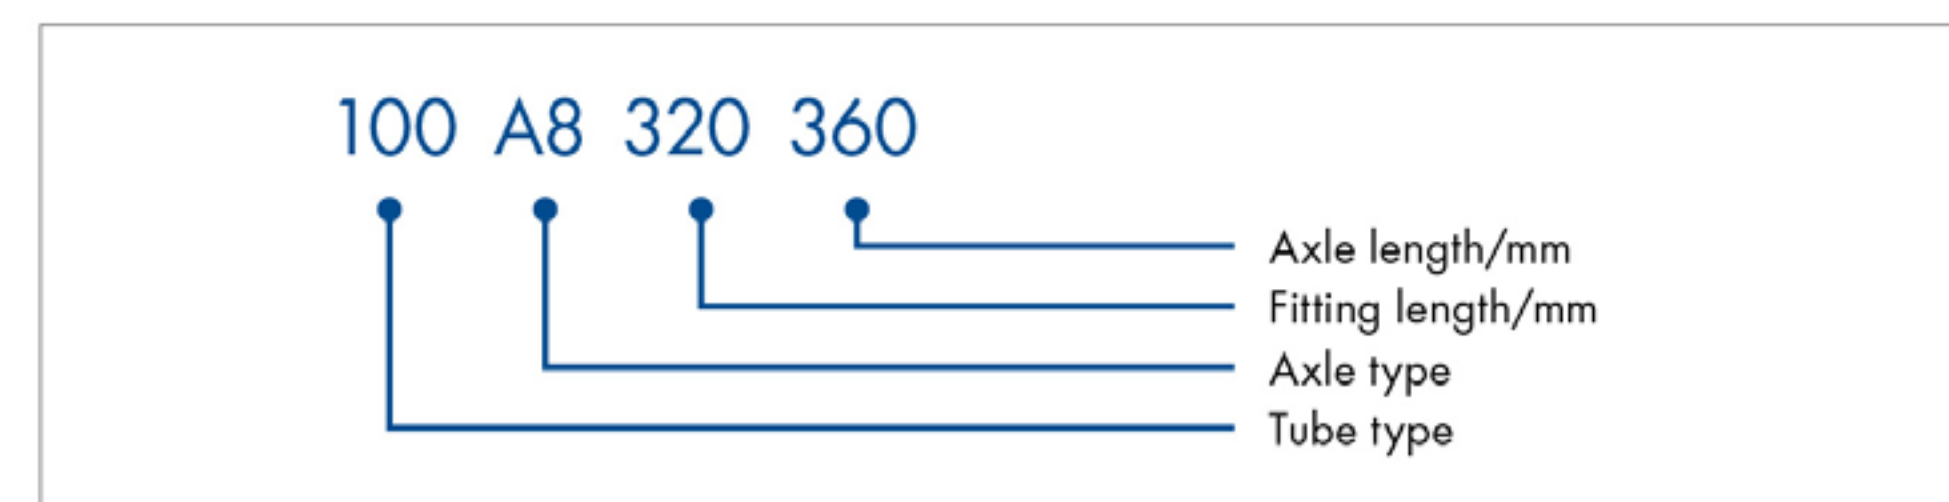 100 A8 320 360
Axle length/mm
Fitting length/mm
Axle type
Tube type